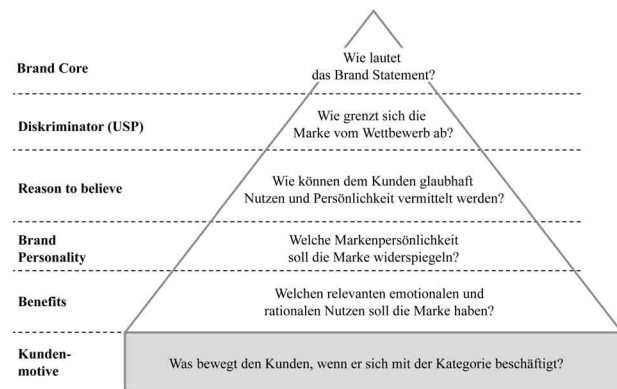 Brand Core
Wie lautet
das Brand Statement?
Diskriminator (USP)
Wie grenzt sich die
Marke vom Wettbewerb ab?
Reason to believe
Wie können dem Kunden glaubhaft
Nutzen und Persönlichkeit vermittelt werden?
Brand
Personality
Welche Markenpersönlichkeit
soll die Marke widerspiegeln?
Benefits
Welchen relevanten emotionalen und
rationalen Nutzen soll die Marke haben?
Kunden-
motive
Was bewegt den Kunden, wenn er sich mit der Kategorie beschäftigt?